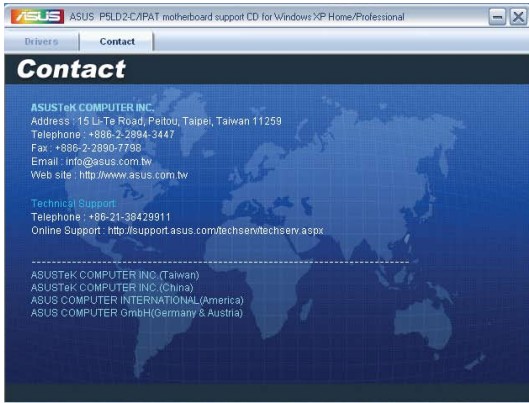 ASUS ASUS P5LD2-C/IPAT motherboard support CD for Windows XP Home/Professional
Drivers Contact
Contact
ASUSTeK COMPUTER INC.
Address : 15 Li-Te Road, Peitou, Taipei, Taiwan 11259
Telephone : +886-2-2894-3447
Fax : +886-2-2890-7798
Email : info@asus.com.tw
Web site : http://www.asus.com.tw
Technical Support
Telephone : +86-21-38429911
Online Support : http://support.asus.com/techserv/techserv.aspx
ASUSTeK COMPUTER INC.(Taiwan)
ASUSTeK COMPUTER INC.(China)
ASUS COMPUTER INTERNATIONAL(America)
ASUS COMPUTER GmbH(Germany & Austria)